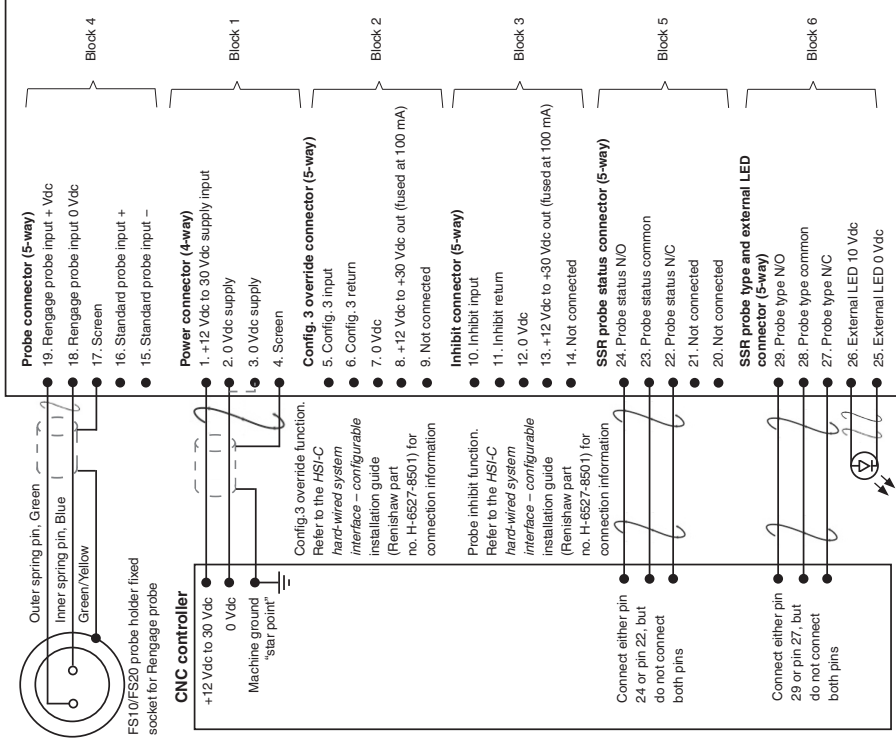 Block 4
Block 1
Block 2
Block 3
Block 5
Block 6
Probe connector (5-way)
19. Rengage probe input + Vdc
18. Rengage probe input 0 Vdc
17. Screen
16. Standard probe input +
15. Standard probe input –
Power connector (4-way)
1. +12 Vdc to 30 Vdc supply input
2. 0 Vdc supply
3. 0 Vdc supply
4. Screen
Config. 3 override connector (5-way)
5. Config. 3 input
6. Config. 3 return
7. 0 Vdc
8. +12 Vdc to +30 Vdc out (fused at 100 mA)
9. Not connected
Inhibit connector (5-way)
10. Inhibit input
11. Inhibit return
12. 0 Vdc
13. +12 Vdc to +30 Vdc out (fused at 100 mA)
14. Not connected
SSR probe status connector (5-way)
24. Probe status N/O
23. Probe status common
22. Probe status N/C
21. Not connected
20. Not connected
SSR probe type and external LED
connector (5-way)
29. Probe type N/O
28. Probe type common
27. Probe type N/C
26. External LED 10 Vdc
25. External LED 0 Vdc
Outer spring pin, Green
Inner spring pin, Blue
Green/Yellow
FS10/FS20 probe holder fixed
socket for Rengage probe
Config.3 override function.
Refer to the HSI-C
hard-wired system
interface – configurable
installation guide
(Renishaw part
no. H-6527-8501) for
connection information
Probe inhibit function.
Refer to the HSI-C
hard-wired system
interface – configurable
installation guide
(Renishaw part
no. H-6527-8501) for
connection information
CNC controller
+12 Vdc to 30 Vdc
0 Vdc
Machine ground
"star point"
Connect either pin
24 or pin 22, but
do not connect
both pins
Connect either pin
29 or pin 27, but
do not connect
both pins